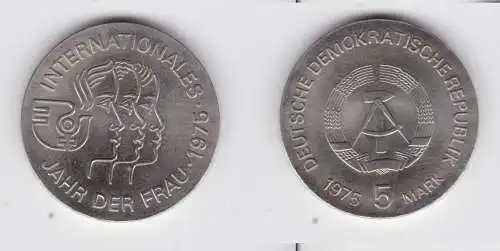 INTERNATIONALES
JAHR DER FRAU · 1975
DEUTSCHE DEMOKRATISCHE REPUBLIK
1975 5 MARK